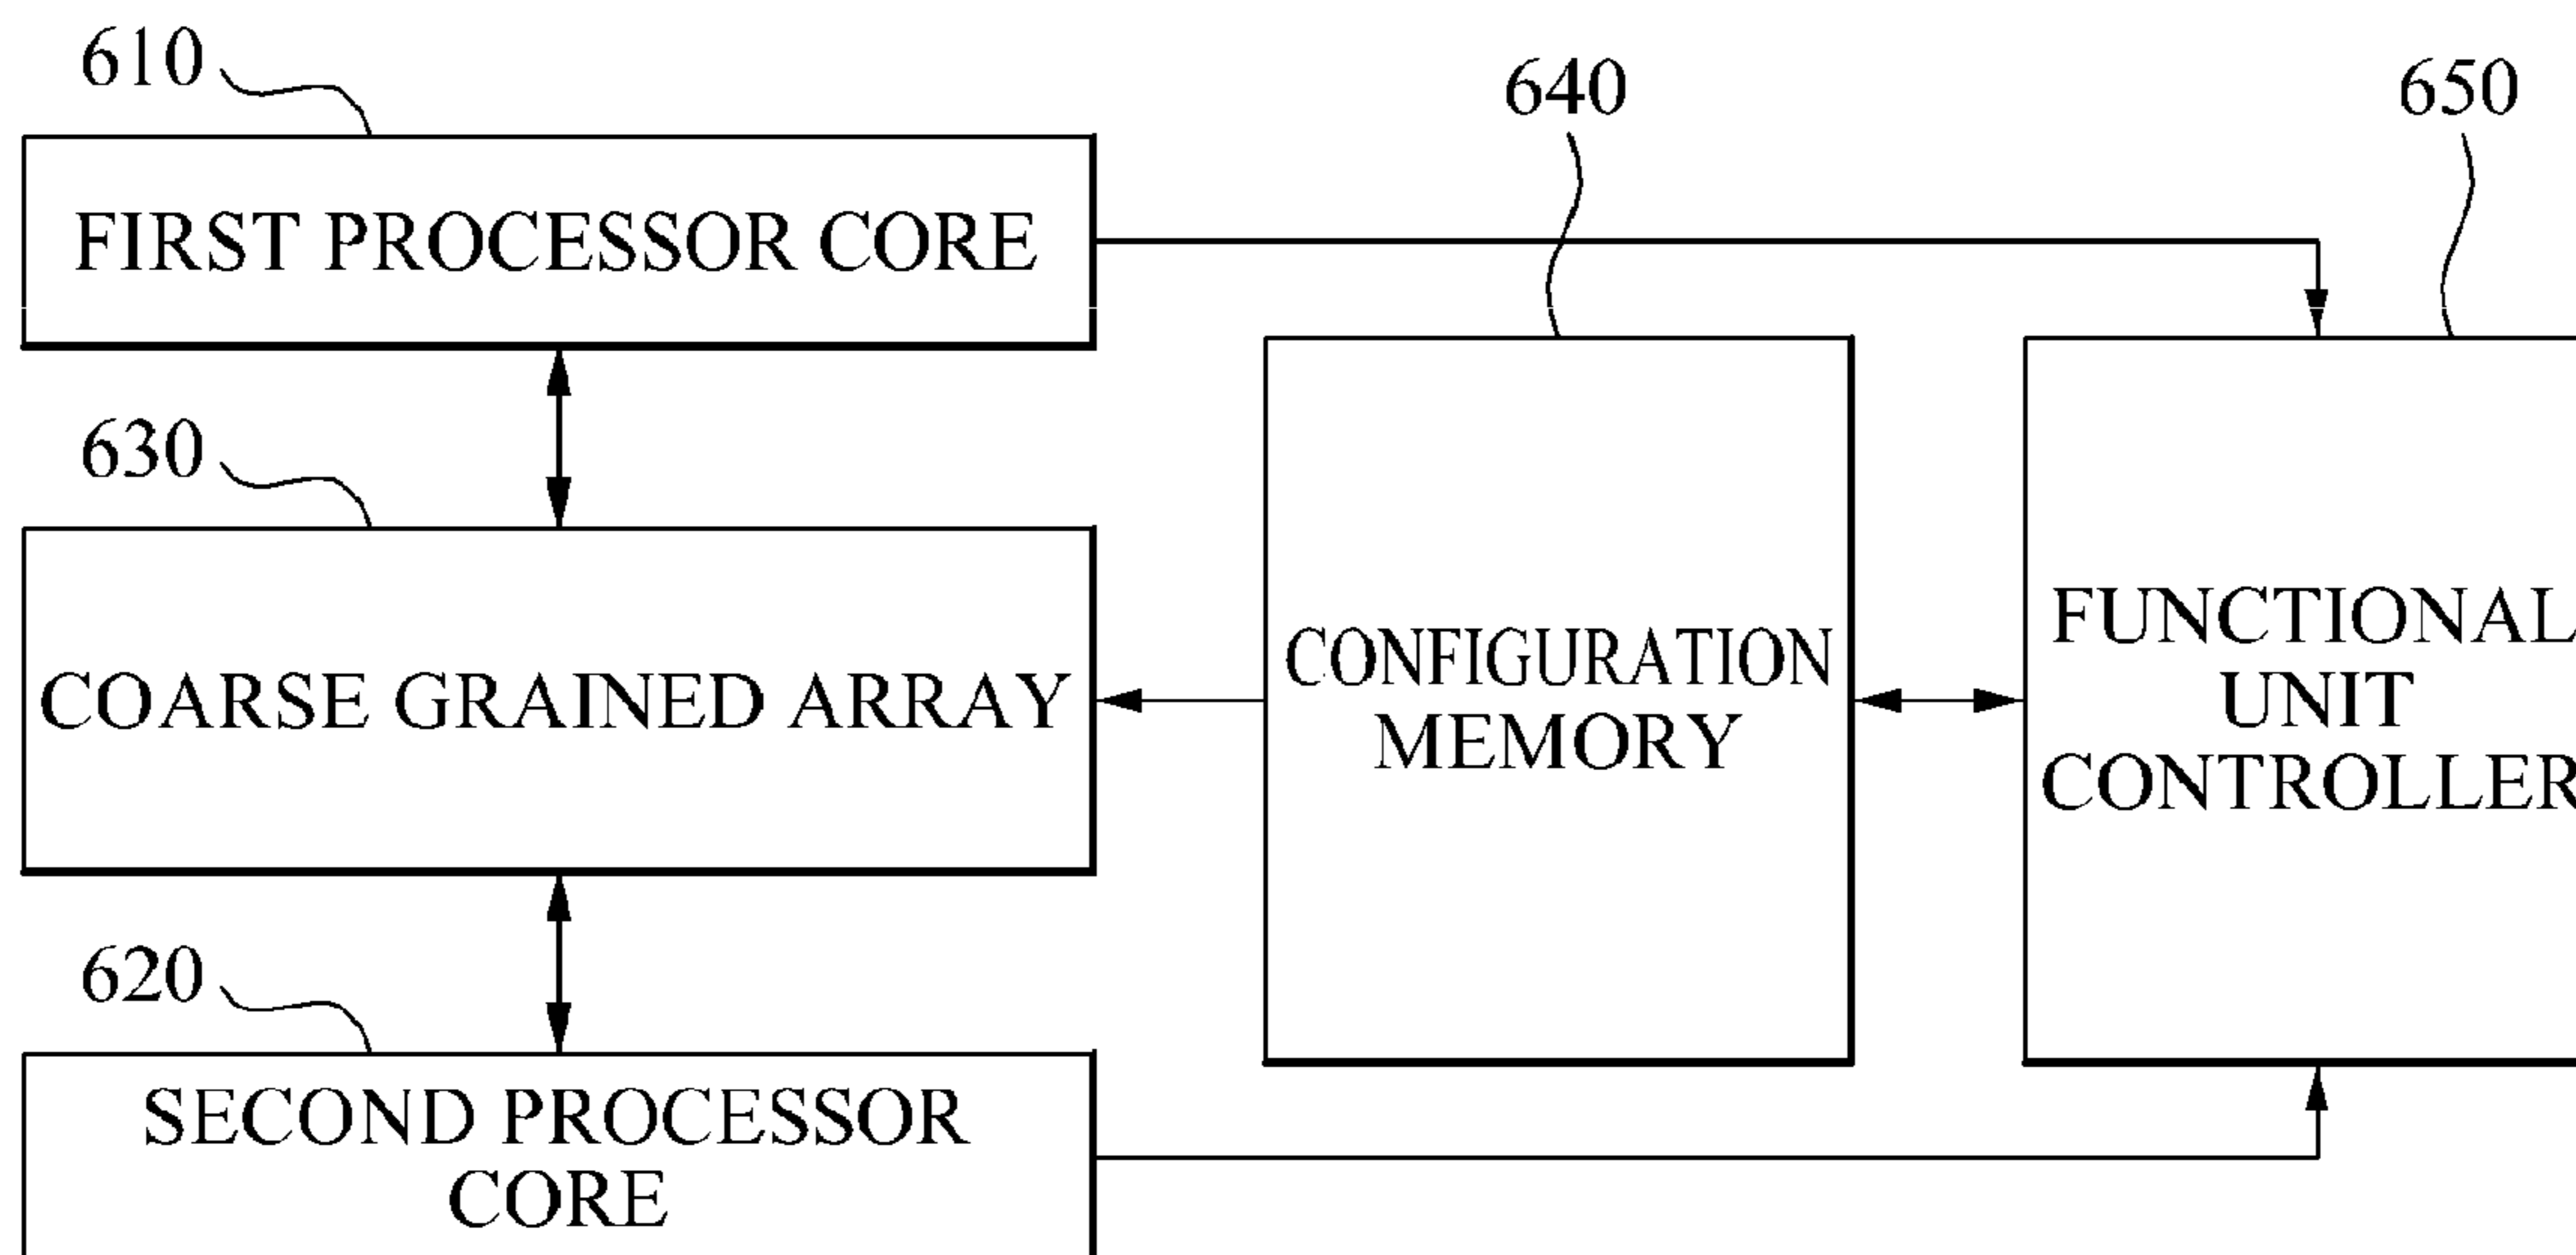 610
FIRST PROCESSOR CORE
630
COARSE GRAINED ARRAY
620
SECOND PROCESSOR
CORE
640
CONFIGURATION
MEMORY
650
FUNCTIONAL
UNIT
CONTROLLER